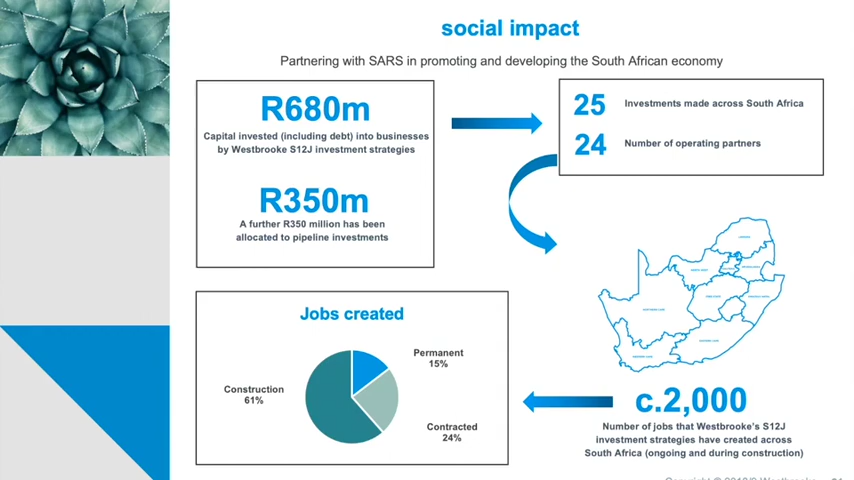 social impact
Partnering with SARS in promoting and developing the South African economy
R680m
Capital invested (including debt) into businesses
by Westbrooke S12J investment strategies
R350m
A further R350 million has been
allocated to pipeline investments
25 Investments made across South Africa
24 Number of operating partners
Jobs created
Permanent
15%
Construction
61%
Contracted
24%
c.2,000
Number of jobs that Westbrooke's S12J
investment strategies have created across
South Africa (ongoing and during construction)